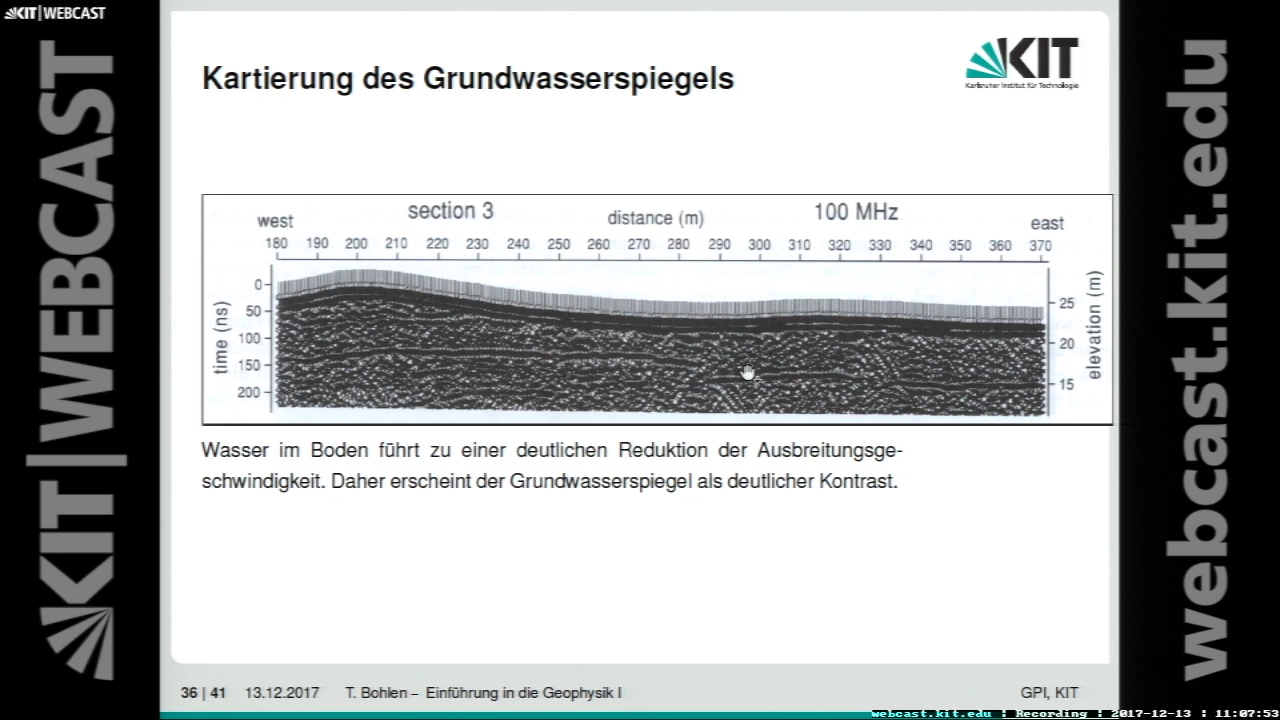 KIT|WEBCAST
KIT|WEBCAST
Kartierung des Grundwasserspiegels
KIT
Karlsruher Institut für Technologie
west
section 3
distance (m)
100 MHz
east
180 190 200 210 220 230 240 250 260 270 280 290 300 310 320 330 340 350 360 370
time (ns)
0
50
100
150
200
25
20
15
elevation (m)
Wasser im Boden führt zu einer deutlichen Reduktion der Ausbreitungsge-
schwindigkeit. Daher erscheint der Grundwasserspiegel als deutlicher Kontrast.
36 | 41 13.12.2017 T. Bohlen – Einführung in die Geophysik I
GPI, KIT
webcast.kit.edu
webcast.kit.edu : Recording : 2017-12-13 : 11:07:53